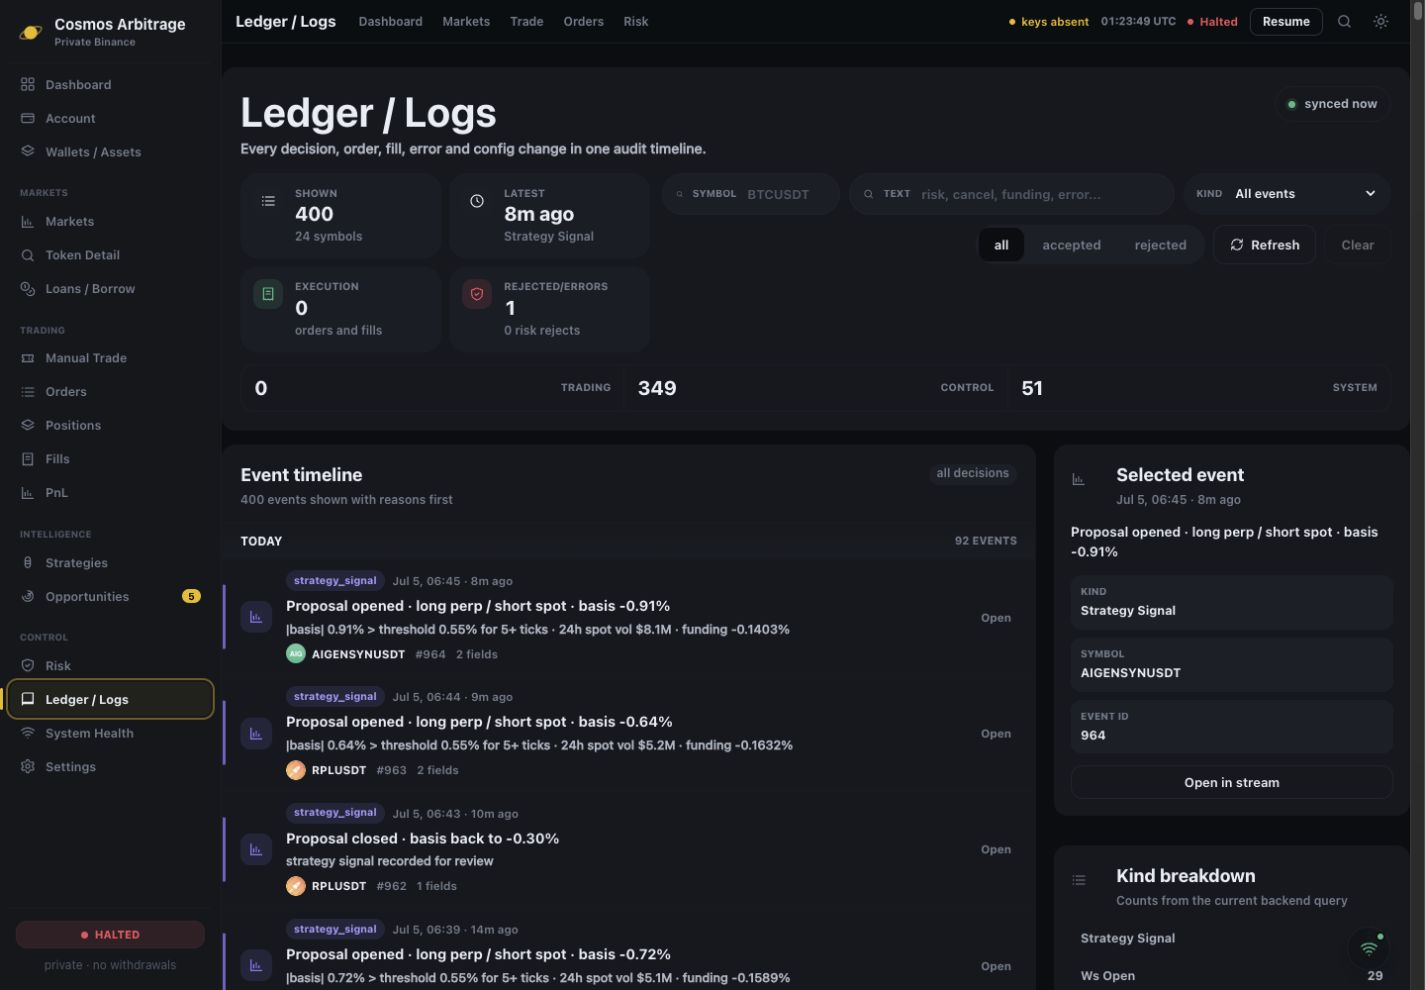 Cosmos Arbitrage
Private Binance
Dashboard
Account
Wallets / Assets
MARKETS
Markets
Token Detail
Loans / Borrow
TRADING
Manual Trade
Orders
Positions
Fills
PnL
INTELLIGENCE
Strategies
Opportunities 5
CONTROL
Risk
Ledger / Logs
System Health
Settings
HALTED
private · no withdrawals
Ledger / Logs Dashboard Markets Trade Orders Risk keys absent 01:23:49 UTC Halted Resume
Ledger / Logs
synced now
Every decision, order, fill, error and config change in one audit timeline.
SHOWN
400
24 symbols
LATEST
8m ago
Strategy Signal
EXECUTION
0
orders and fills
REJECTED/ERRORS
1
0 risk rejects
SYMBOL BTCUSDT TEXT risk, cancel, funding, error... KIND All events
all accepted rejected Refresh Clear
0 TRADING 349 CONTROL 51 SYSTEM
Event timeline
all decisions
400 events shown with reasons first
TODAY 92 EVENTS
strategy_signal Jul 5, 06:45 · 8m ago
Proposal opened · long perp / short spot · basis -0.91%
Open
|basis| 0.91% > threshold 0.55% for 5+ ticks · 24h spot vol $8.1M · funding -0.1403%
AIG AIGENSYNUSDT #964 2 fields
strategy_signal Jul 5, 06:44 · 9m ago
Proposal opened · long perp / short spot · basis -0.64%
Open
|basis| 0.64% > threshold 0.55% for 5+ ticks · 24h spot vol $5.2M · funding -0.1632%
RPLUSDT #963 2 fields
strategy_signal Jul 5, 06:43 · 10m ago
Proposal closed · basis back to -0.30%
Open
strategy signal recorded for review
RPLUSDT #962 1 fields
strategy_signal Jul 5, 06:39 · 14m ago
Proposal opened · long perp / short spot · basis -0.72%
Open
|basis| 0.72% > threshold 0.55% for 5+ ticks · 24h spot vol $5.1M · funding -0.1589%
Selected event
Jul 5, 06:45 · 8m ago
Proposal opened · long perp / short spot · basis
-0.91%
KIND
Strategy Signal
SYMBOL
AIGENSYNUSDT
EVENT ID
964
Open in stream
Kind breakdown
Counts from the current backend query
Strategy Signal
Ws Open 29